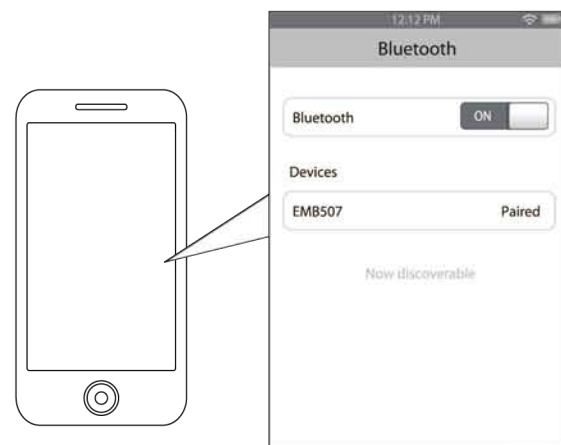 12:12 PM
Bluetooth
Bluetooth ON
Devices
EMB507 Paired
Now discoverable